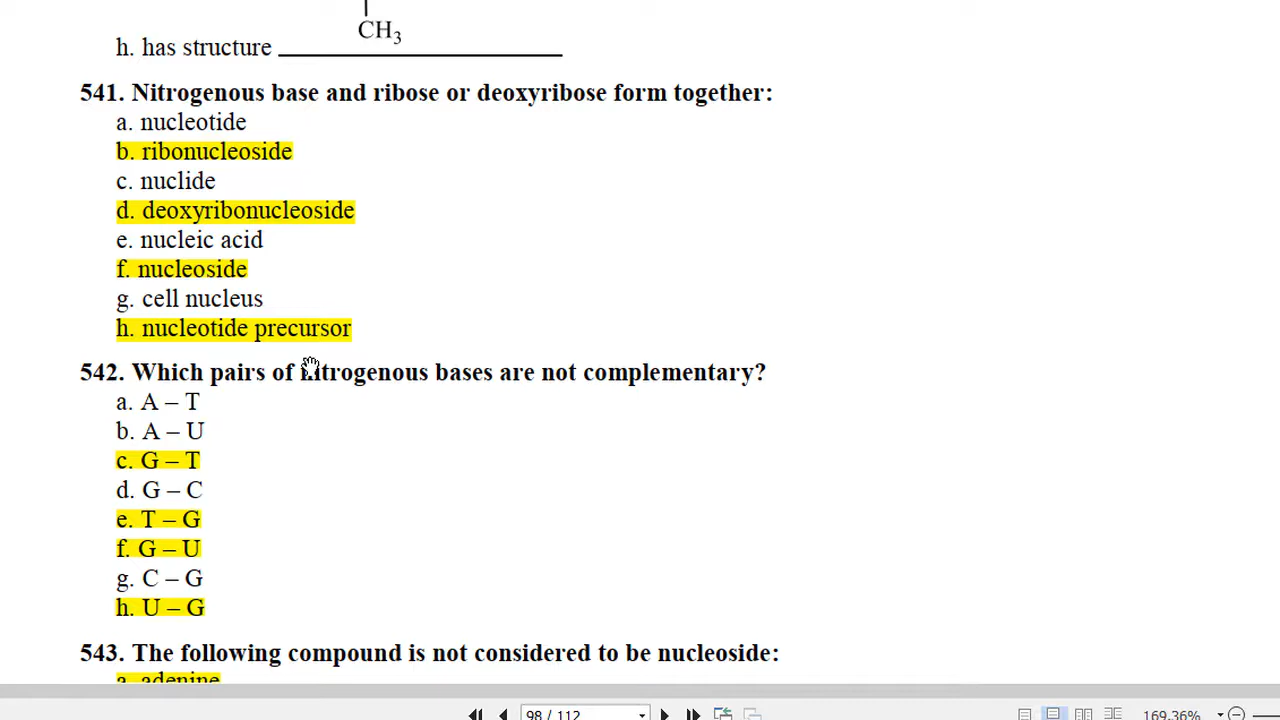 CH3
h. has structure
541. Nitrogenous base and ribose or deoxyribose form together:
a. nucleotide
b. ribonucleoside
c. nuclide
d. deoxyribonucleoside
e. nucleic acid
f. nucleoside
g. cell nucleus
h. nucleotide precursor
542. Which pairs of nitrogenous bases are not complementary?
a. A – T
b. A – U
c. G – T
d. G – C
e. T – G
f. G – U
g. C – G
h. U – G
543. The following compound is not considered to be nucleoside:
a. adenine
98 / 112
169,36%